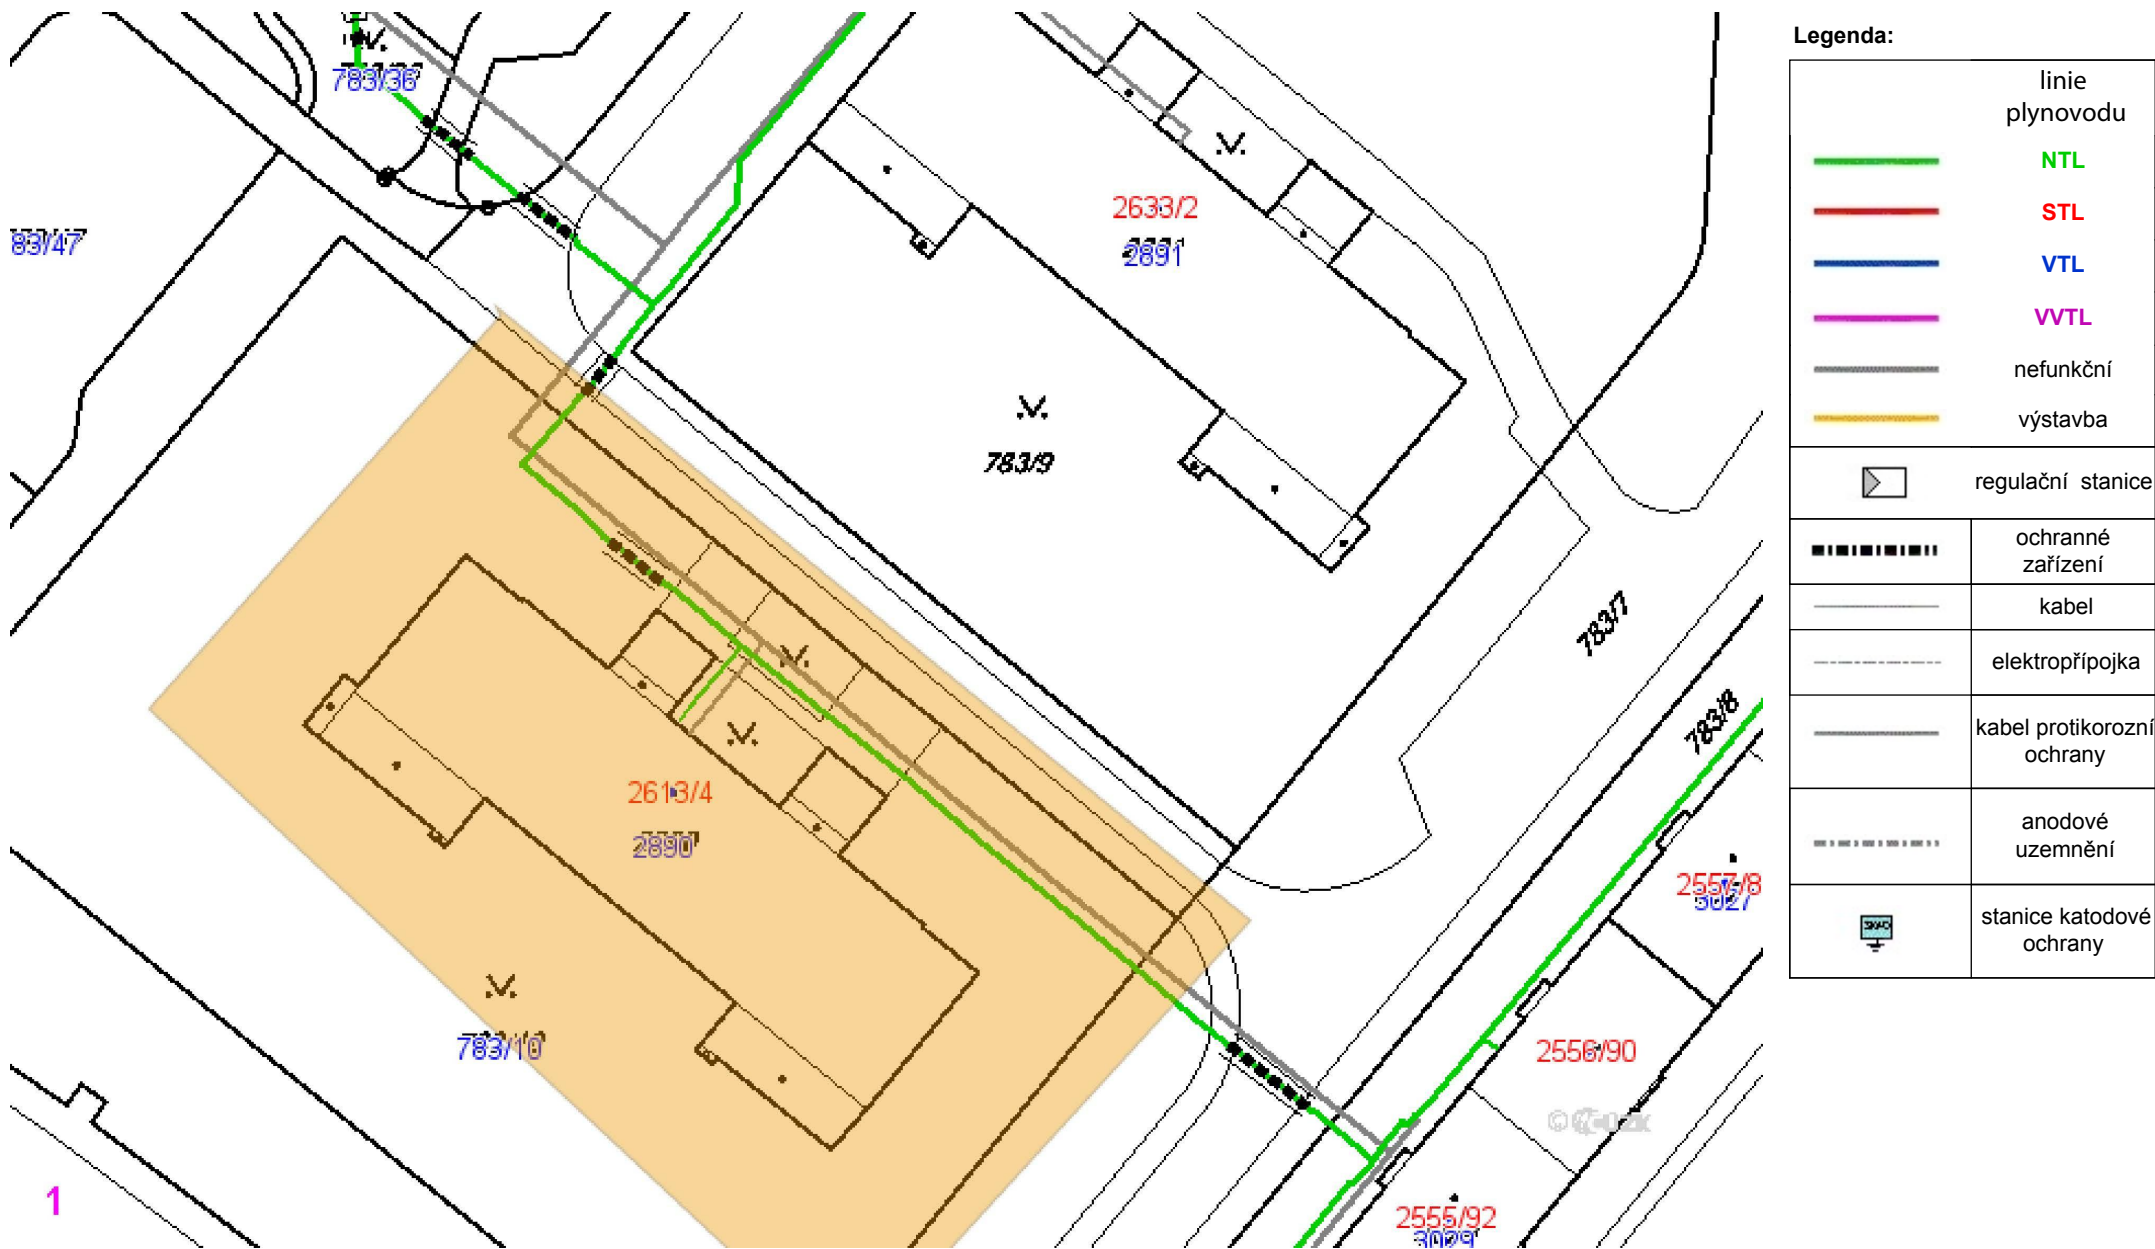 Legenda:
linie
plynovodu
NTL
STL
VTL
VVTL
nefunkční
výstavba
regulační stanice
ochranné
zařízení
kabel
elektropřípojka
kabel protikorozní
ochrany
anodové
uzemnění
stanice katodové
ochrany
783/36
83/47
2633/2
2891
783/9
783/7
783/8
2613/4
2890
783/10
2557/8
3027
2556/90
2555/92
3029
1